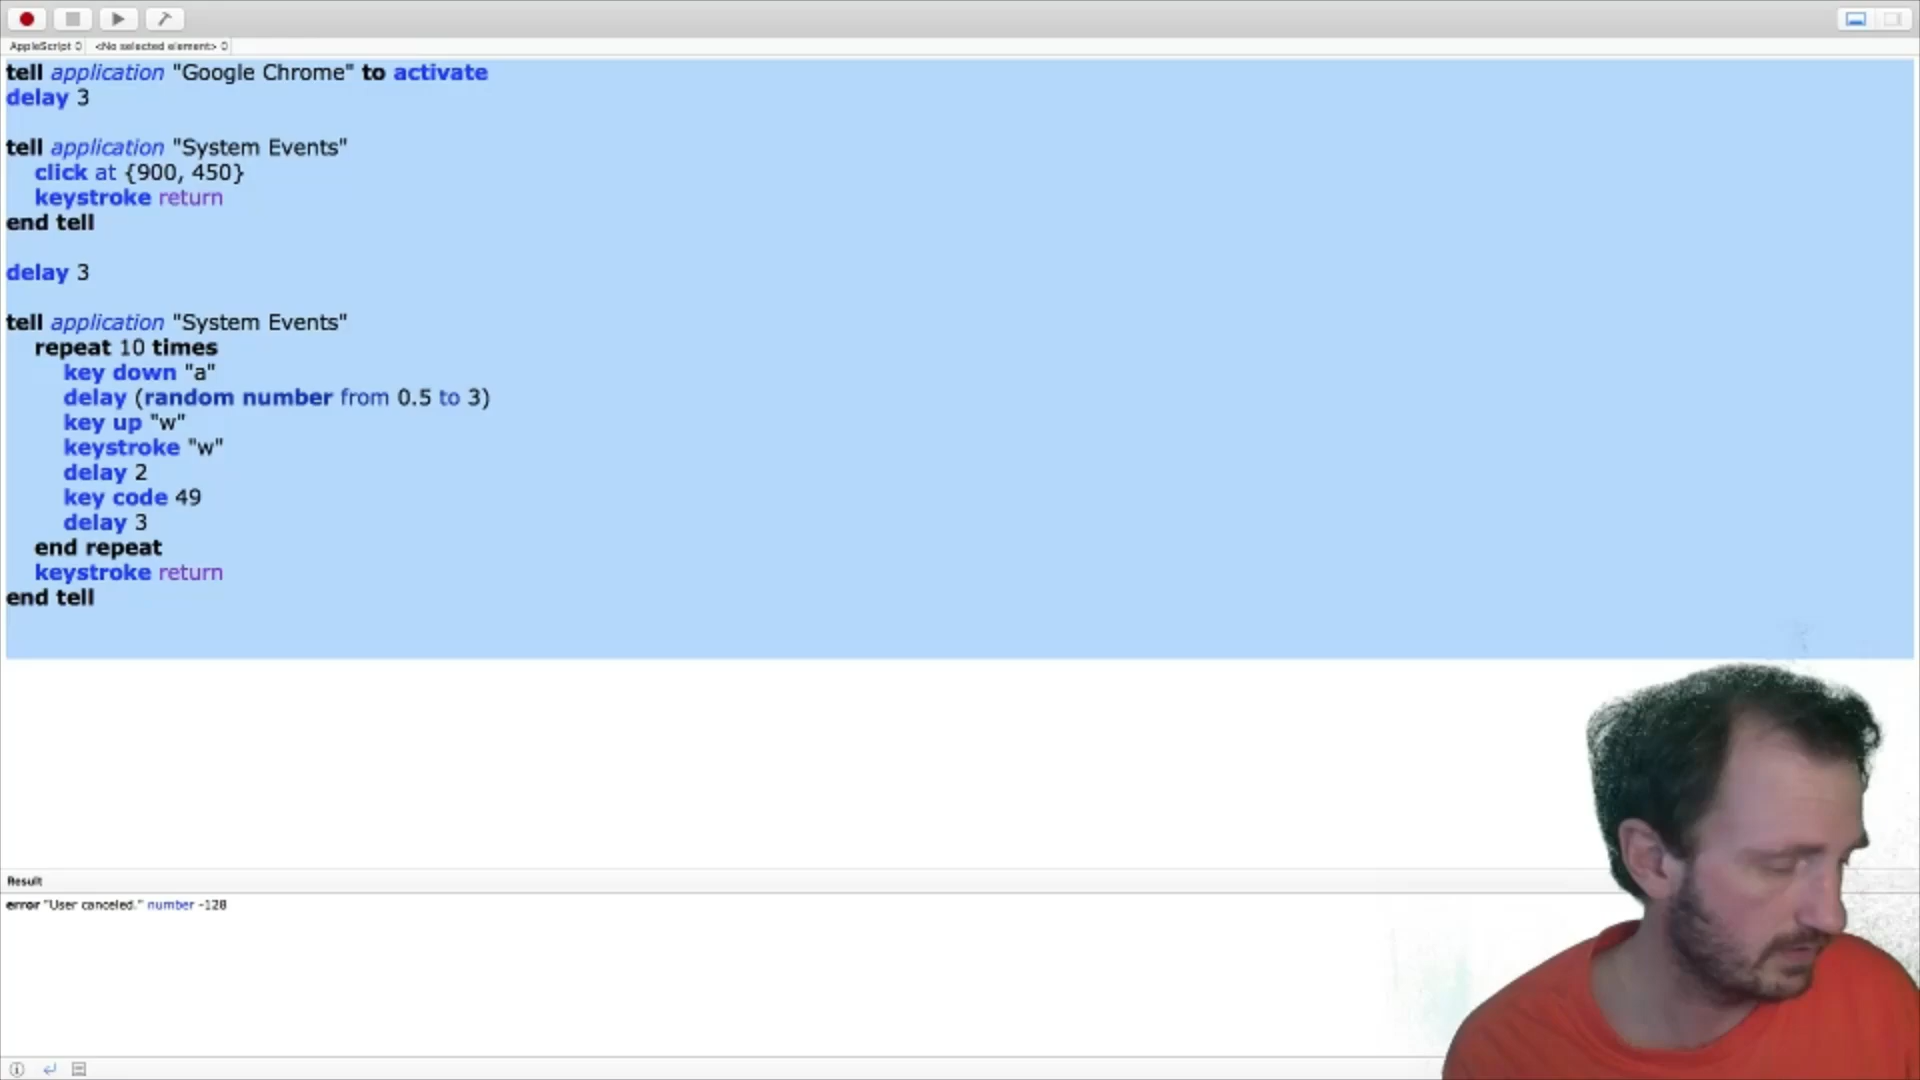 AppleScript <No selected element>
tell application "Google Chrome" to activate
delay 3
tell application "System Events"
click at {900, 450}
keystroke return
end tell
delay 3
tell application "System Events"
repeat 10 times
key down "a"
delay (random number from 0.5 to 3)
key up "w"
keystroke "w"
delay 2
key code 49
delay 3
end repeat
keystroke return
end tell
Result
error "User canceled." number -128